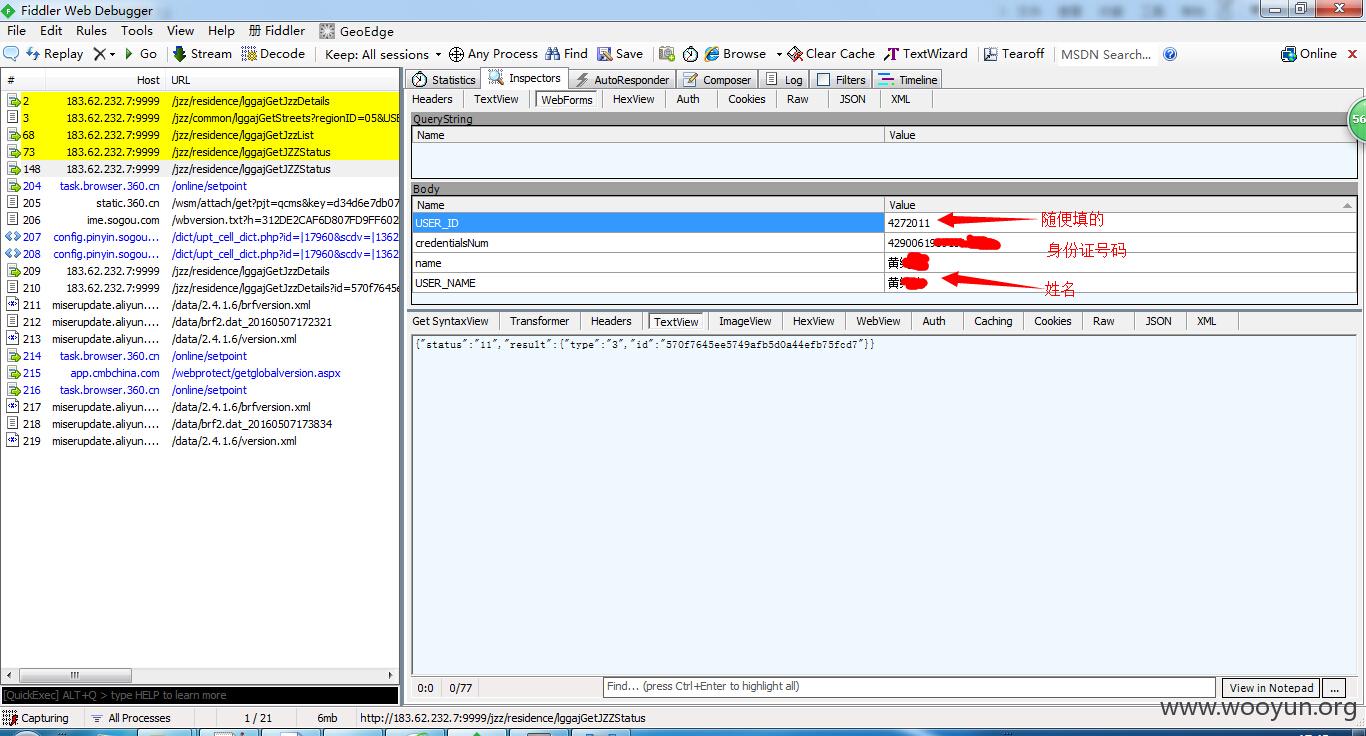 Fiddler Web Debugger
File Edit Rules Tools View Help Fiddler GeoEdge
Replay Go Stream Decode Keep: All sessions Any Process Find Save Browse Clear Cache TextWizard Tearoff MSDN Search... Online
# Host URL
2 183.62.232.7:9999 /jzz/residence/lggajGetJzzDetails
3 183.62.232.7:9999 /jzz/common/lggajGetStreets?regionID=05&USE
68 183.62.232.7:9999 /jzz/residence/lggajGetJzzList
73 183.62.232.7:9999 /jzz/residence/lggajGetJZZStatus
148 183.62.232.7:9999 /jzz/residence/lggajGetJZZStatus
204 task.browser.360.cn /online/setpoint
205 static.360.cn /wsm/attach/get?pjt=qcms&key=d34d6e7db07
206 ime.sogou.com /wbversion.txt?h=312DE2CAF6D807FD9FF602
207 config.pinyin.sogou... /dict/upt_cell_dict.php?id=|17960&scdv=|1362
208 config.pinyin.sogou... /dict/upt_cell_dict.php?id=|17960&scdv=|1362
209 183.62.232.7:9999 /jzz/residence/lggajGetJzzDetails
210 183.62.232.7:9999 /jzz/residence/lggajGetJzzDetails?id=570f7645e
211 miserupdate.aliyun.... /data/2.4.1.6/brfversion.xml
212 miserupdate.aliyun.... /data/brf2.dat_20160507172321
213 miserupdate.aliyun.... /data/2.4.1.6/version.xml
214 task.browser.360.cn /online/setpoint
215 app.cmbchina.com /webprotect/getglobalversion.aspx
216 task.browser.360.cn /online/setpoint
217 miserupdate.aliyun.... /data/2.4.1.6/brfversion.xml
218 miserupdate.aliyun.... /data/brf2.dat_20160507173834
219 miserupdate.aliyun.... /data/2.4.1.6/version.xml
[QuickExec] ALT+Q > type HELP to learn more
Statistics Inspectors AutoResponder Composer Log Filters Timeline
Headers TextView WebForms HexView Auth Cookies Raw JSON XML
QueryString
Name Value
56
Body
Name Value
USER_ID 4272011 随便填的
credentialsNum 4290061 身份证号码
name 黄
USER_NAME 黄 姓名
Get SyntaxView Transformer Headers TextView ImageView HexView WebView Auth Caching Cookies Raw JSON XML
{"status":"11","result":{"type":"3","id":"570f7645ee5749afb5d0a44efb75fcd7"}}
0:0 0/77 Find... (press Ctrl+Enter to highlight all) View in Notepad ...
Capturing All Processes 1 / 21 6mb http://183.62.232.7:9999/jzz/residence/lggajGetJZZStatus
www.wooyun.org